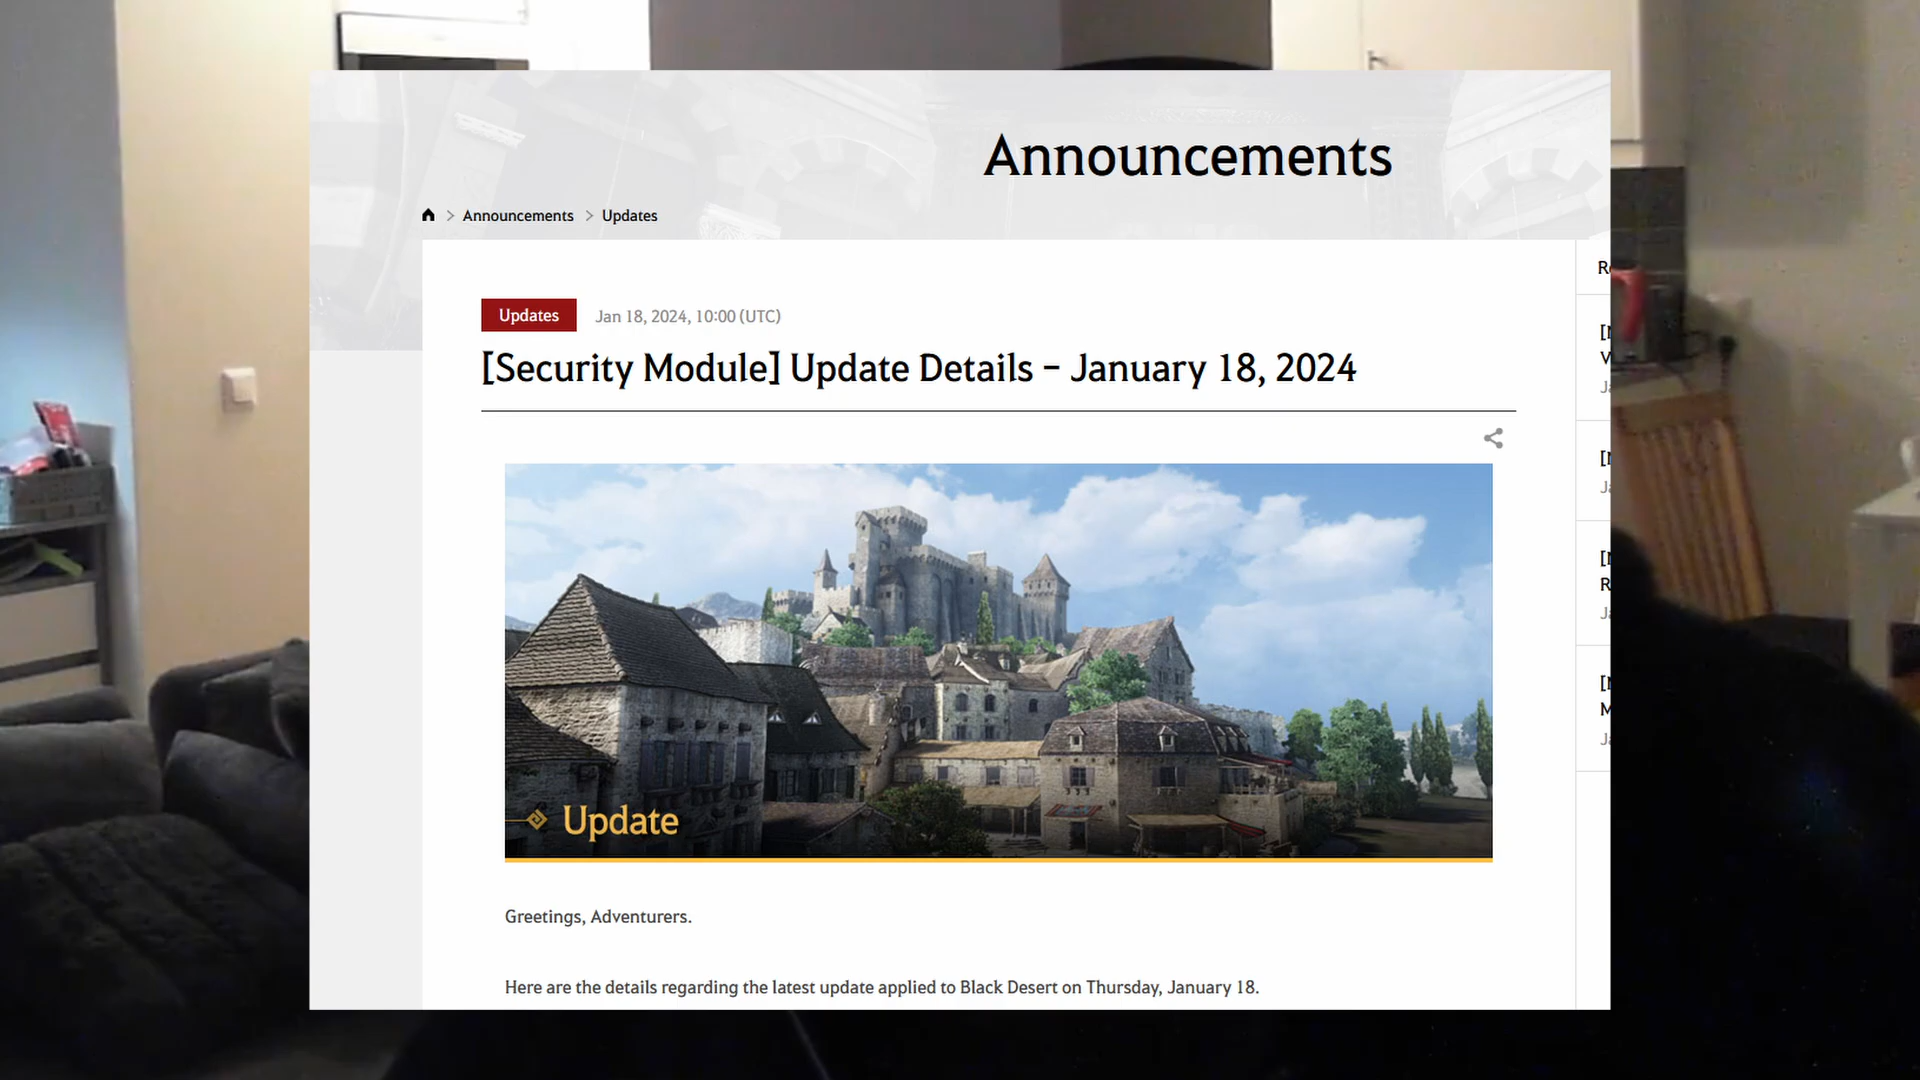 Announcements
Announcements > Updates
Updates Jan 18, 2024, 10:00 (UTC)
[Security Module] Update Details – January 18, 2024
Update
Greetings, Adventurers.
Here are the details regarding the latest update applied to Black Desert on Thursday, January 18.